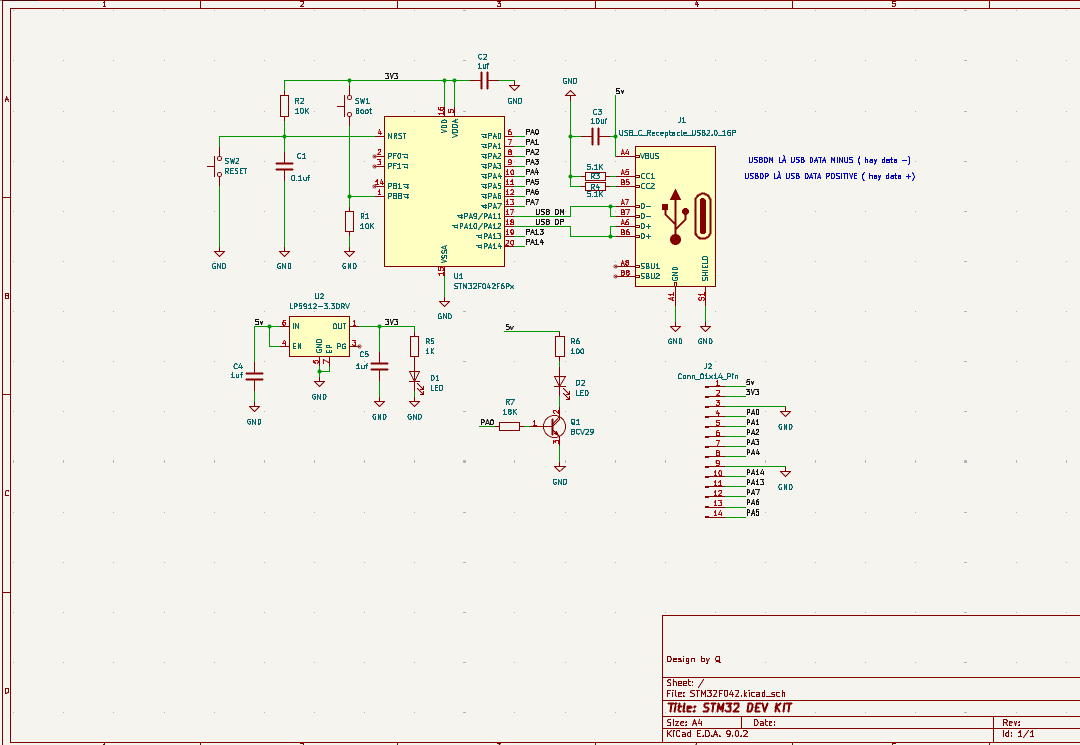 1
2
3
4
5
A
B
C
D
1
2
3
4
5
C2
1uf
GND
3V3
R2
10K
SW1
Boot
SW2
RESET
C1
0.1uf
R1
10K
GND
GND
GND
16
5
VDD
VDDA
4
NRST
2
PF0
3
PF1
14
PB1
1
PB8
PA0
6
PA0
PA1
7
PA1
PA2
8
PA2
PA3
9
PA3
PA4
10
PA4
PA5
11
PA5
PA6
12
PA6
PA7
13
PA7
PA9/PA11
17
USB DM
PA10/PA12
18
USB DP
PA13
19
PA13
PA14
20
PA14
VSSA
15
U1
STM32F042F6Px
GND
GND
5v
C3
10uf
J1
USB_C_Receptacle_USB2.0_16P
A4
VBUS
5.1K
R3
A5
CC1
R4
B5
CC2
5.1K
A7
D-
B7
D-
A6
D+
B6
D+
A8
SBU1
B8
SBU2
GND
SHIELD
A1
S1
GND
GND
USBDM LÀ USB DATA MINUS ( hay data -)
USBDP LÀ USB DATA POSITIVE ( hay data +)
U2
LP5912-3.3DRV
5v
6
IN
OUT
1
3V3
4
EN
PG
3
GND
EP
5
7
GND
C4
1uf
GND
C5
1uf
GND
R5
1K
D1
LED
GND
5v
R6
100
D2
LED
R7
18K
PA0
1
2
3
Q1
BCV29
GND
J2
Conn_01x14_Pin
1
5v
2
3V3
3
4
PA0
GND
5
PA1
6
PA2
7
PA3
8
PA4
9
10
PA14
GND
11
PA13
12
PA7
13
PA6
14
PA5
Design by Q
Sheet: /
File: STM32F042.kicad_sch
Title: STM32 DEV KIT
Size: A4
Date:
Rev:
KiCad E.D.A. 9.0.2
Id: 1/1